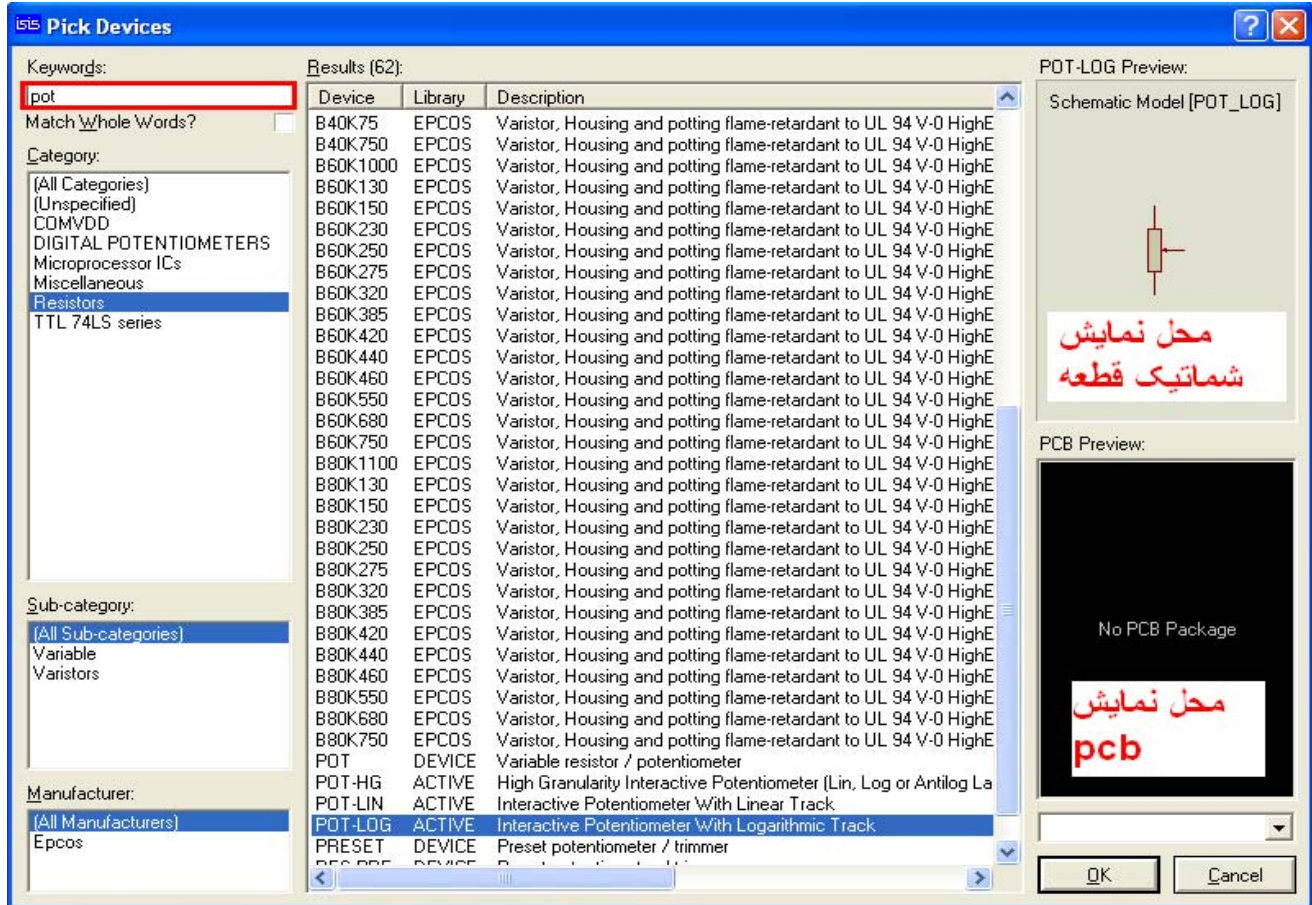 isis Pick Devices
Keywords:
pot
Match Whole Words?
Category:
(All Categories)
(Unspecified)
COMVDD
DIGITAL POTENTIOMETERS
Microprocessor ICs
Miscellaneous
Resistors
TTL 74LS series
Sub-category:
(All Sub-categories)
Variable
Varistors
Manufacturer:
(All Manufacturers)
Epcos
Results (62):
Device Library Description
B40K75 EPCOS Varistor, Housing and potting flame-retardant to UL 94 V-0 HighE
B40K750 EPCOS Varistor, Housing and potting flame-retardant to UL 94 V-0 HighE
B60K1000 EPCOS Varistor, Housing and potting flame-retardant to UL 94 V-0 HighE
B60K130 EPCOS Varistor, Housing and potting flame-retardant to UL 94 V-0 HighE
B60K150 EPCOS Varistor, Housing and potting flame-retardant to UL 94 V-0 HighE
B60K230 EPCOS Varistor, Housing and potting flame-retardant to UL 94 V-0 HighE
B60K250 EPCOS Varistor, Housing and potting flame-retardant to UL 94 V-0 HighE
B60K275 EPCOS Varistor, Housing and potting flame-retardant to UL 94 V-0 HighE
B60K320 EPCOS Varistor, Housing and potting flame-retardant to UL 94 V-0 HighE
B60K385 EPCOS Varistor, Housing and potting flame-retardant to UL 94 V-0 HighE
B60K420 EPCOS Varistor, Housing and potting flame-retardant to UL 94 V-0 HighE
B60K440 EPCOS Varistor, Housing and potting flame-retardant to UL 94 V-0 HighE
B60K460 EPCOS Varistor, Housing and potting flame-retardant to UL 94 V-0 HighE
B60K550 EPCOS Varistor, Housing and potting flame-retardant to UL 94 V-0 HighE
B60K680 EPCOS Varistor, Housing and potting flame-retardant to UL 94 V-0 HighE
B60K750 EPCOS Varistor, Housing and potting flame-retardant to UL 94 V-0 HighE
B80K1100 EPCOS Varistor, Housing and potting flame-retardant to UL 94 V-0 HighE
B80K130 EPCOS Varistor, Housing and potting flame-retardant to UL 94 V-0 HighE
B80K150 EPCOS Varistor, Housing and potting flame-retardant to UL 94 V-0 HighE
B80K230 EPCOS Varistor, Housing and potting flame-retardant to UL 94 V-0 HighE
B80K250 EPCOS Varistor, Housing and potting flame-retardant to UL 94 V-0 HighE
B80K275 EPCOS Varistor, Housing and potting flame-retardant to UL 94 V-0 HighE
B80K320 EPCOS Varistor, Housing and potting flame-retardant to UL 94 V-0 HighE
B80K385 EPCOS Varistor, Housing and potting flame-retardant to UL 94 V-0 HighE
B80K420 EPCOS Varistor, Housing and potting flame-retardant to UL 94 V-0 HighE
B80K440 EPCOS Varistor, Housing and potting flame-retardant to UL 94 V-0 HighE
B80K460 EPCOS Varistor, Housing and potting flame-retardant to UL 94 V-0 HighE
B80K550 EPCOS Varistor, Housing and potting flame-retardant to UL 94 V-0 HighE
B80K680 EPCOS Varistor, Housing and potting flame-retardant to UL 94 V-0 HighE
B80K750 EPCOS Varistor, Housing and potting flame-retardant to UL 94 V-0 HighE
POT DEVICE Variable resistor / potentiometer
POT-HG ACTIVE High Granularity Interactive Potentiometer (Lin, Log or Antilog La
POT-LIN ACTIVE Interactive Potentiometer With Linear Track
POT-LOG ACTIVE Interactive Potentiometer With Logarithmic Track
PRESET DEVICE Preset potentiometer / trimmer
POT-LOG Preview:
Schematic Model [POT_LOG]
محل نمایش
شماتیک قطعه
PCB Preview:
No PCB Package
محل نمایش
pcb
OK Cancel